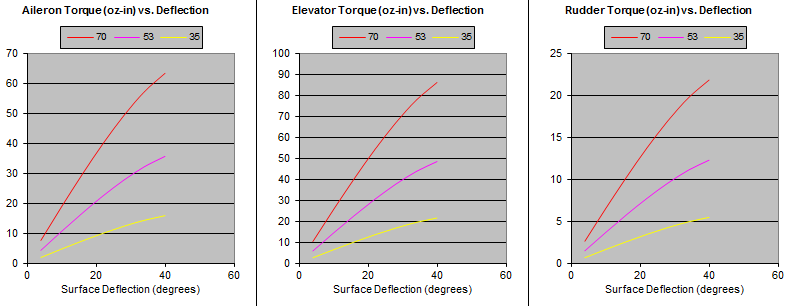 Aileron Torque (oz-in) vs. Deflection
70 53 35
70
60
50
40
30
20
10
0
0 20 40 60
Surface Deflection (degrees)
Elevator Torque (oz-in) vs. Deflection
70 53 35
100
90
80
70
60
50
40
30
20
10
0
0 20 40 60
Surface Deflection (degrees)
Rudder Torque (oz-in) vs. Deflection
70 53 35
25
20
15
10
5
0
0 20 40 60
Surface Deflection (degrees)